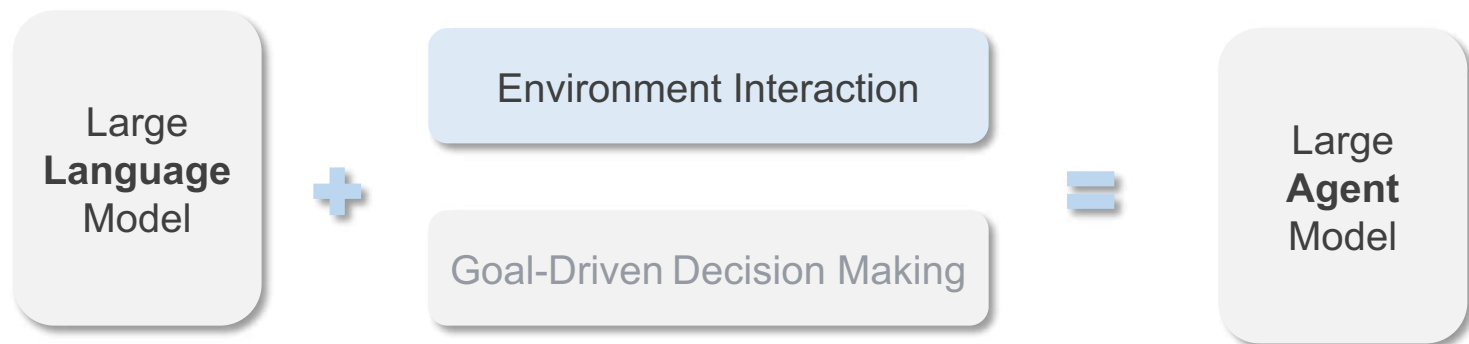 Large
Language
Model
Environment Interaction
Goal-Driven Decision Making
Large
Agent
Model